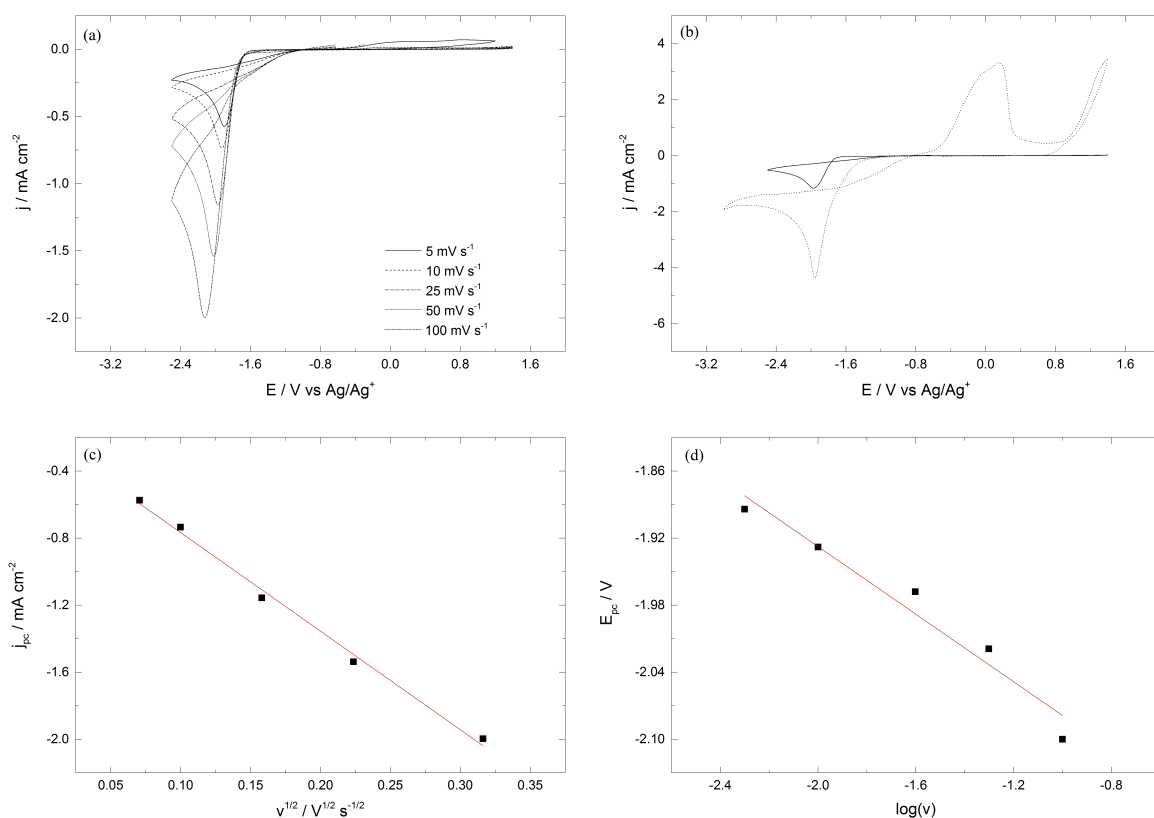 (a)
0.0
-0.5
-1.0
-1.5
-2.0
j / mA cm⁻²
5 mV s⁻¹
10 mV s⁻¹
25 mV s⁻¹
50 mV s⁻¹
100 mV s⁻¹
-3.2 -2.4 -1.6 -0.8 0.0 0.8 1.6
E / V vs Ag/Ag⁺
(b)
4
2
0
-2
-4
-6
j / mA cm⁻²
-3.2 -2.4 -1.6 -0.8 0.0 0.8 1.6
E / V vs Ag/Ag⁺
(c)
-0.4
-0.8
-1.2
-1.6
-2.0
j_pc / mA cm⁻²
0.05 0.10 0.15 0.20 0.25 0.30 0.35
v^1/2 / V^1/2 s^-1/2
(d)
-1.86
-1.92
-1.98
-2.04
-2.10
E_pc / V
-2.4 -2.0 -1.6 -1.2 -0.8
log(v)